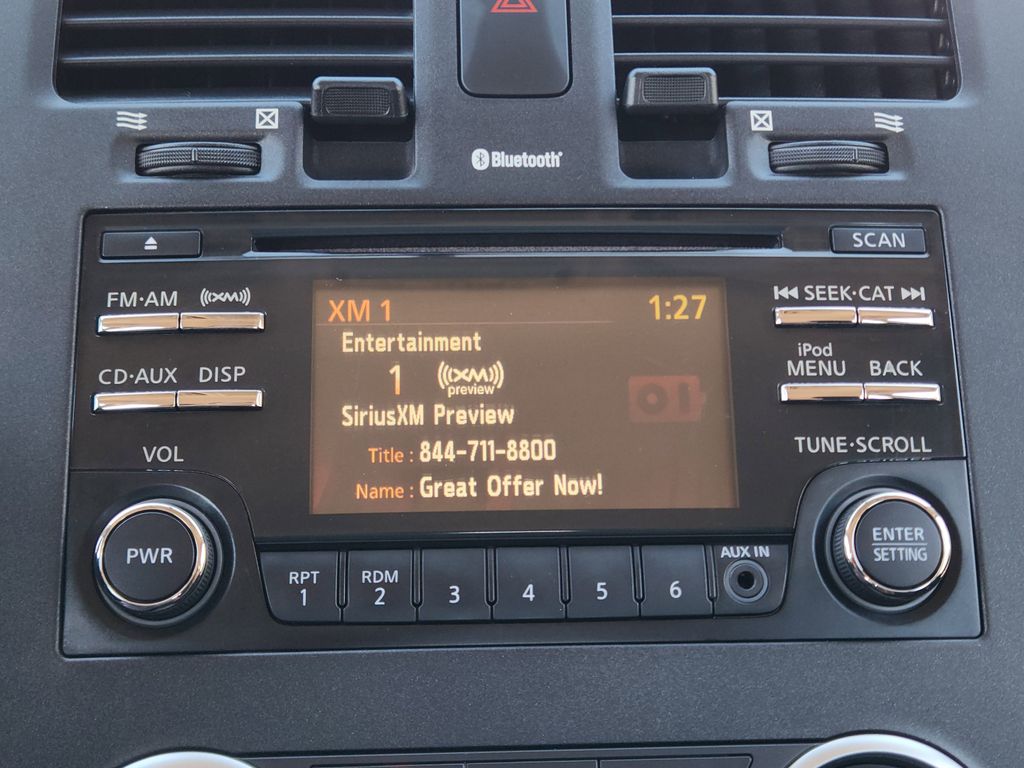 Bluetooth®
SCAN
FM·AM
XM
SEEK·CAT
XM 1 1:27
Entertainment
1 XM preview
SiriusXM Preview
Title : 844-711-8800
Name : Great Offer Now!
CD·AUX DISP
iPod
MENU BACK
VOL
TUNE·SCROLL
PWR
ENTER
SETTING
RPT
1
RDM
2
3
4
5
6
AUX IN